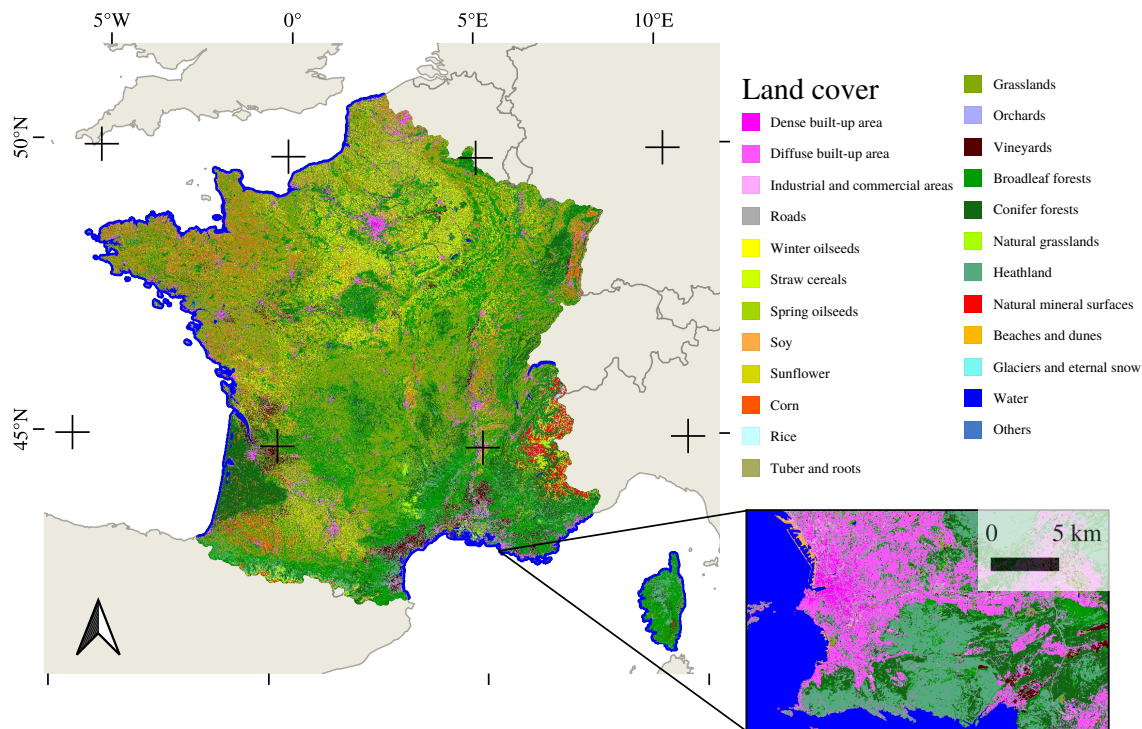 5°W 0° 5°E 10°E
50°N
45°N
Land cover
Dense built-up area
Diffuse built-up area
Industrial and commercial areas
Roads
Winter oilseeds
Straw cereals
Spring oilseeds
Soy
Sunflower
Corn
Rice
Tuber and roots
Grasslands
Orchards
Vineyards
Broadleaf forests
Conifer forests
Natural grasslands
Heathland
Natural mineral surfaces
Beaches and dunes
Glaciers and eternal snow
Water
Others
0 5 km